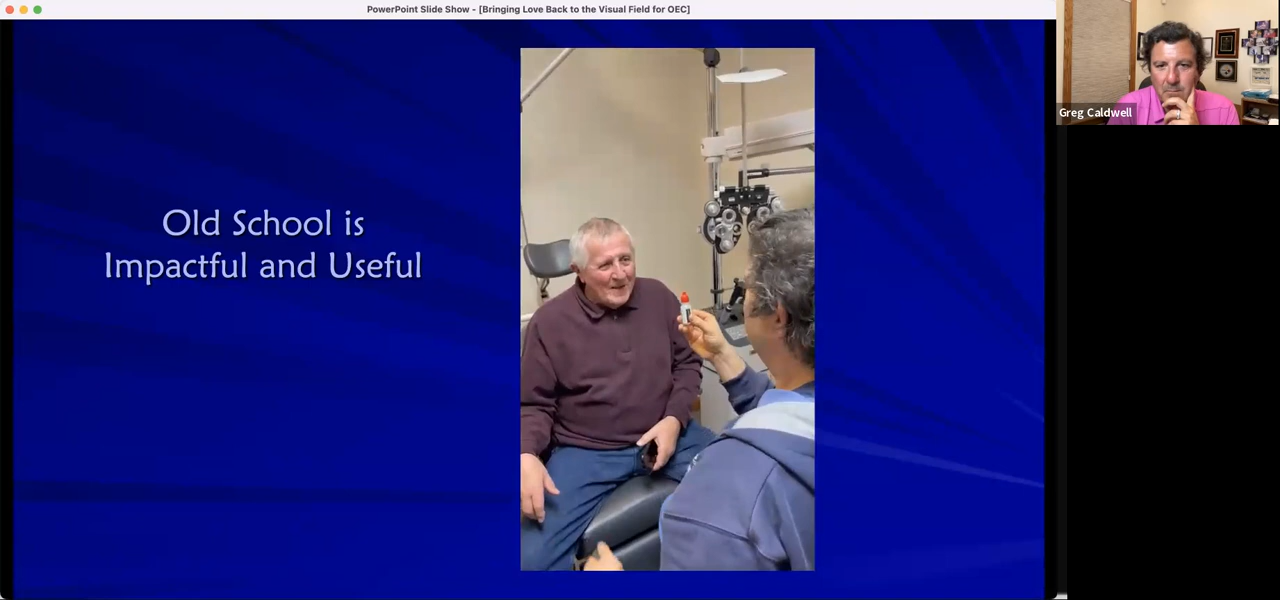 PowerPoint Slide Show - [Bringing Love Back to the Visual Field for OEC]
Old School is
Impactful and Useful
Greg Caldwell